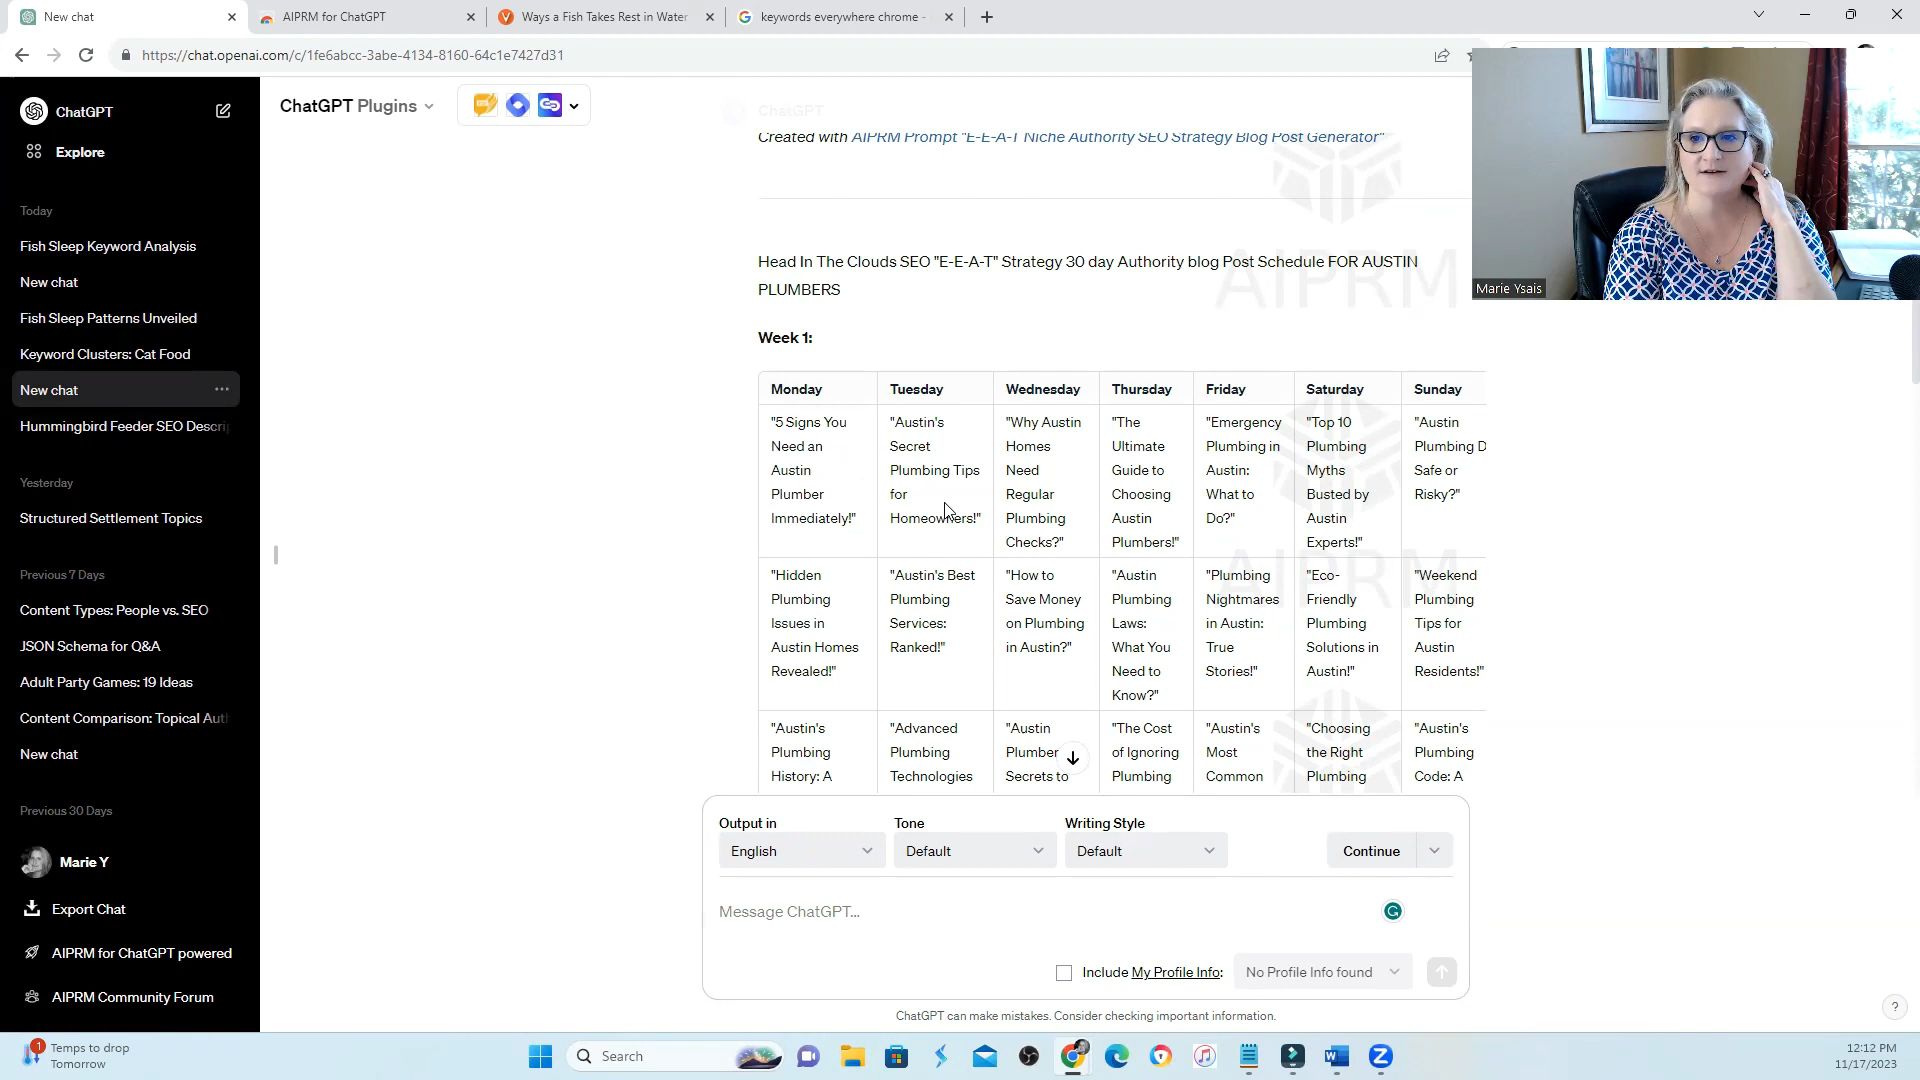 New chat
AIPRM for ChatGPT
Ways a Fish Takes Rest in Water
keywords everywhere chrome -
https://chat.openai.com/c/1fe6abcc-3abe-4134-8160-64c1e7427d31
ChatGPT
Explore
Today
Fish Sleep Keyword Analysis
New chat
Fish Sleep Patterns Unveiled
Keyword Clusters: Cat Food
New chat
Hummingbird Feeder SEO Descri
Yesterday
Structured Settlement Topics
Previous 7 Days
Content Types: People vs. SEO
JSON Schema for Q&A
Adult Party Games: 19 Ideas
Content Comparison: Topical Auth
New chat
Previous 30 Days
Marie Y
Export Chat
AIPRM for ChatGPT powered
AIPRM Community Forum
ChatGPT Plugins
ChatGPT
Created with AIPRM Prompt "E-E-A-T Niche Authority SEO Strategy Blog Post Generator"
Marie Ysais
Head In The Clouds SEO "E-E-A-T" Strategy 30 day Authority blog Post Schedule FOR AUSTIN
PLUMBERS
AIPRM
Week 1:
Monday
Tuesday
Wednesday
Thursday
Friday
Saturday
Sunday
"5 Signs You
Need an
Austin
Plumber
Immediately!"
"Austin's
Secret
Plumbing Tips
for
Homeowners!"
"Why Austin
Homes
Need
Regular
Plumbing
Checks?"
"The
Ultimate
Guide to
Choosing
Austin
Plumbers!"
"Emergency
Plumbing in
Austin:
What to
Do?"
"Top 10
Plumbing
Myths
Busted by
Austin
Experts!"
"Austin
Plumbing D
Safe or
Risky?"
AIPRM
"Hidden
Plumbing
Issues in
Austin Homes
Revealed!"
"Austin's Best
Plumbing
Services:
Ranked!"
"How to
Save Money
on Plumbing
in Austin?"
"Austin
Plumbing
Laws:
What You
Need to
Know?"
"Plumbing
Nightmares
in Austin:
True
Stories!"
"Eco-
Friendly
Plumbing
Solutions in
Austin!"
"Weekend
Plumbing
Tips for
Austin
Residents!"
"Austin's
Plumbing
History: A
"Advanced
Plumbing
Technologies
"Austin
Plumber
Secrets to
"The Cost
of Ignoring
Plumbing
"Austin's
Most
Common
"Choosing
the Right
Plumbing
"Austin's
Plumbing
Code: A
Output in
Tone
Writing Style
English
Default
Default
Continue
Message ChatGPT...
Include My Profile Info:
No Profile Info found
ChatGPT can make mistakes. Consider checking important information.
?
1
Temps to drop
Tomorrow
Search
12:12 PM
11/17/2023